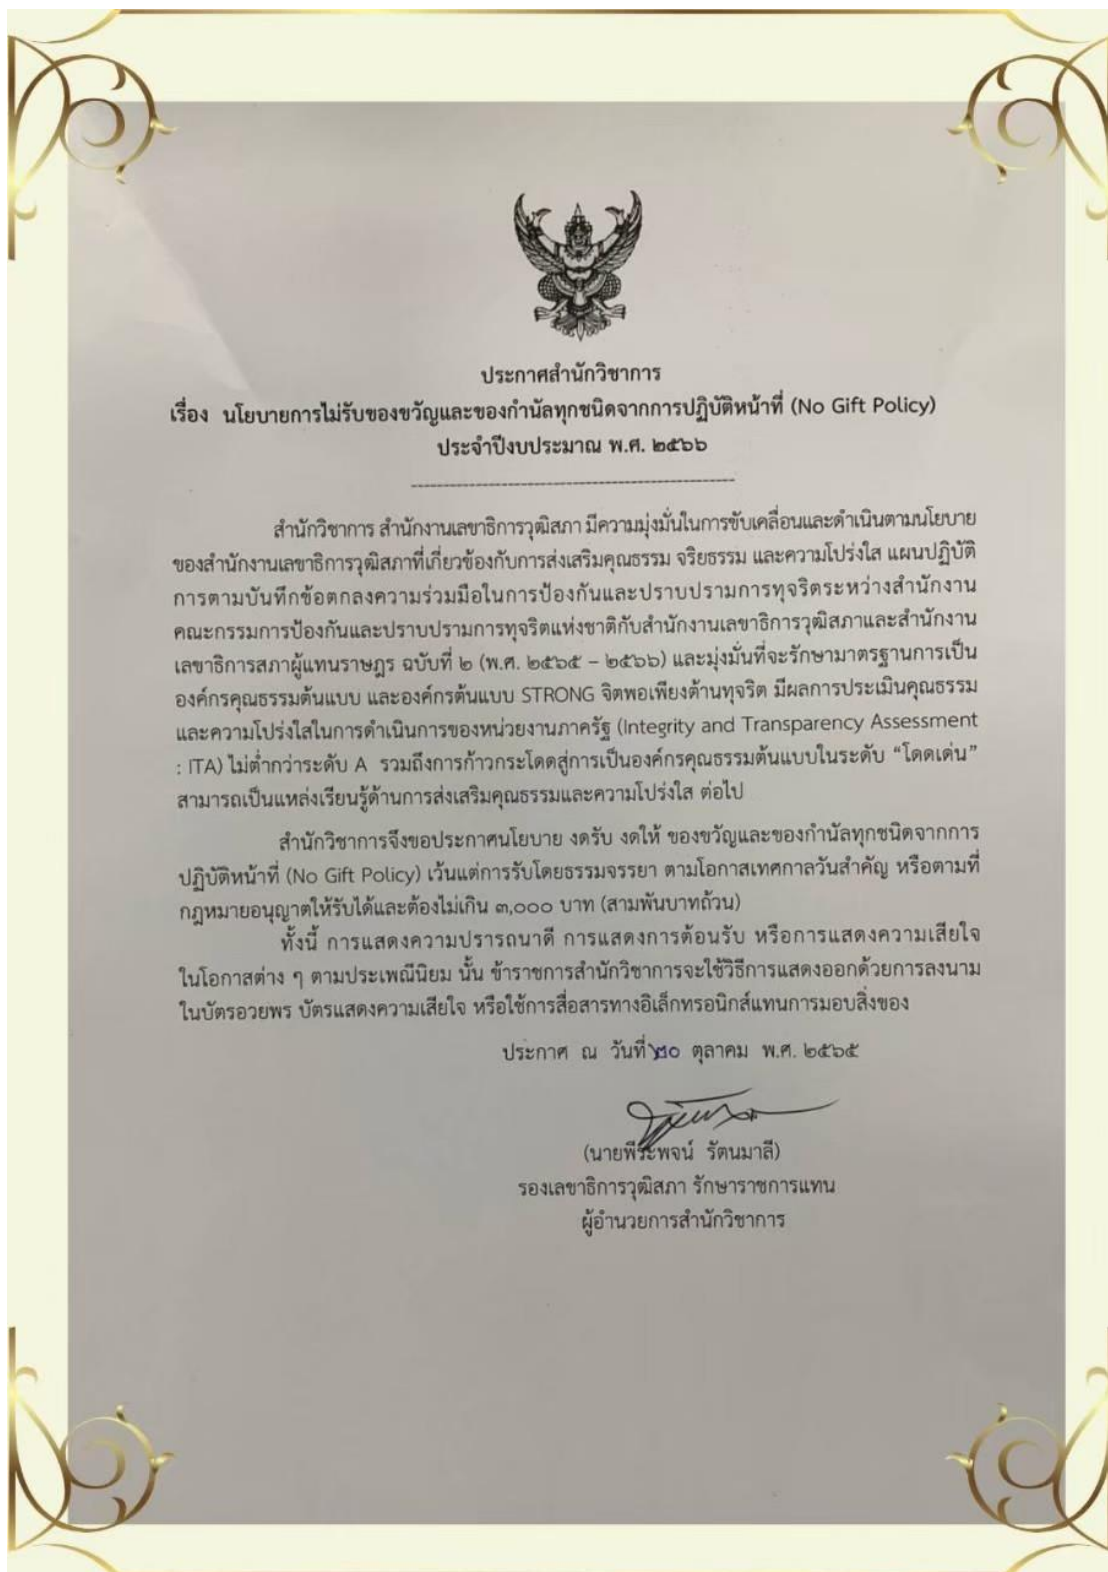 ประกาศสำนักวิชาการ
เรื่อง นโยบายการไม่รับของขวัญและของกำนัลทุกชนิดจากการปฏิบัติหน้าที่ (No Gift Policy)
ประจำปีงบประมาณ พ.ศ. ๒๕๖๖
สำนักวิชาการ สำนักงานเลขาธิการวุฒิสภา มีความมุ่งมั่นในการขับเคลื่อนและดำเนินตามนโยบาย
ของสำนักงานเลขาธิการวุฒิสภาที่เกี่ยวข้องกับการส่งเสริมคุณธรรม จริยธรรม และความโปร่งใส แผนปฏิบัติ
การตามบันทึกข้อตกลงความร่วมมือในการป้องกันและปราบปรามการทุจริตระหว่างสำนักงาน
คณะกรรมการป้องกันและปราบปรามการทุจริตแห่งชาติกับสำนักงานเลขาธิการวุฒิสภาและสำนักงาน
เลขาธิการสภาผู้แทนราษฎร ฉบับที่ ๒ (พ.ศ. ๒๕๖๕ – ๒๕๖๖) และมุ่งมั่นที่จะรักษามาตรฐานการเป็น
องค์กรคุณธรรมต้นแบบ และองค์กรต้นแบบ STRONG จิตพอเพียงต้านทุจริต มีผลการประเมินคุณธรรม
และความโปร่งใสในการดำเนินการของหน่วยงานภาครัฐ (Integrity and Transparency Assessment
: ITA) ไม่ต่ำกว่าระดับ A รวมถึงการก้าวกระโดดสู่การเป็นองค์กรคุณธรรมต้นแบบในระดับ “โดดเด่น”
สามารถเป็นแหล่งเรียนรู้ด้านการส่งเสริมคุณธรรมและความโปร่งใส ต่อไป
สำนักวิชาการจึงขอประกาศนโยบาย งดรับ งดให้ ของขวัญและของกำนัลทุกชนิดจากการ
ปฏิบัติหน้าที่ (No Gift Policy) เว้นแต่การรับโดยธรรมจรรยา ตามโอกาสเทศกาลวันสำคัญ หรือตามที่
กฎหมายอนุญาตให้รับได้และต้องไม่เกิน ๓,๐๐๐ บาท (สามพันบาทถ้วน)
ทั้งนี้ การแสดงความปรารถนาดี การแสดงการต้อนรับ หรือการแสดงความเสียใจ
ในโอกาสต่าง ๆ ตามประเพณีนิยม นั้น ข้าราชการสำนักวิชาการจะใช้วิธีการแสดงออกด้วยการลงนาม
ในบัตรอวยพร บัตรแสดงความเสียใจ หรือใช้การสื่อสารทางอิเล็กทรอนิกส์แทนการมอบสิ่งของ
ประกาศ ณ วันที่ ๒๐ ตุลาคม พ.ศ. ๒๕๖๕
(นายพีระพจน์ รัตนมาลี)
รองเลขาธิการวุฒิสภา รักษาราชการแทน
ผู้อำนวยการสำนักวิชาการ